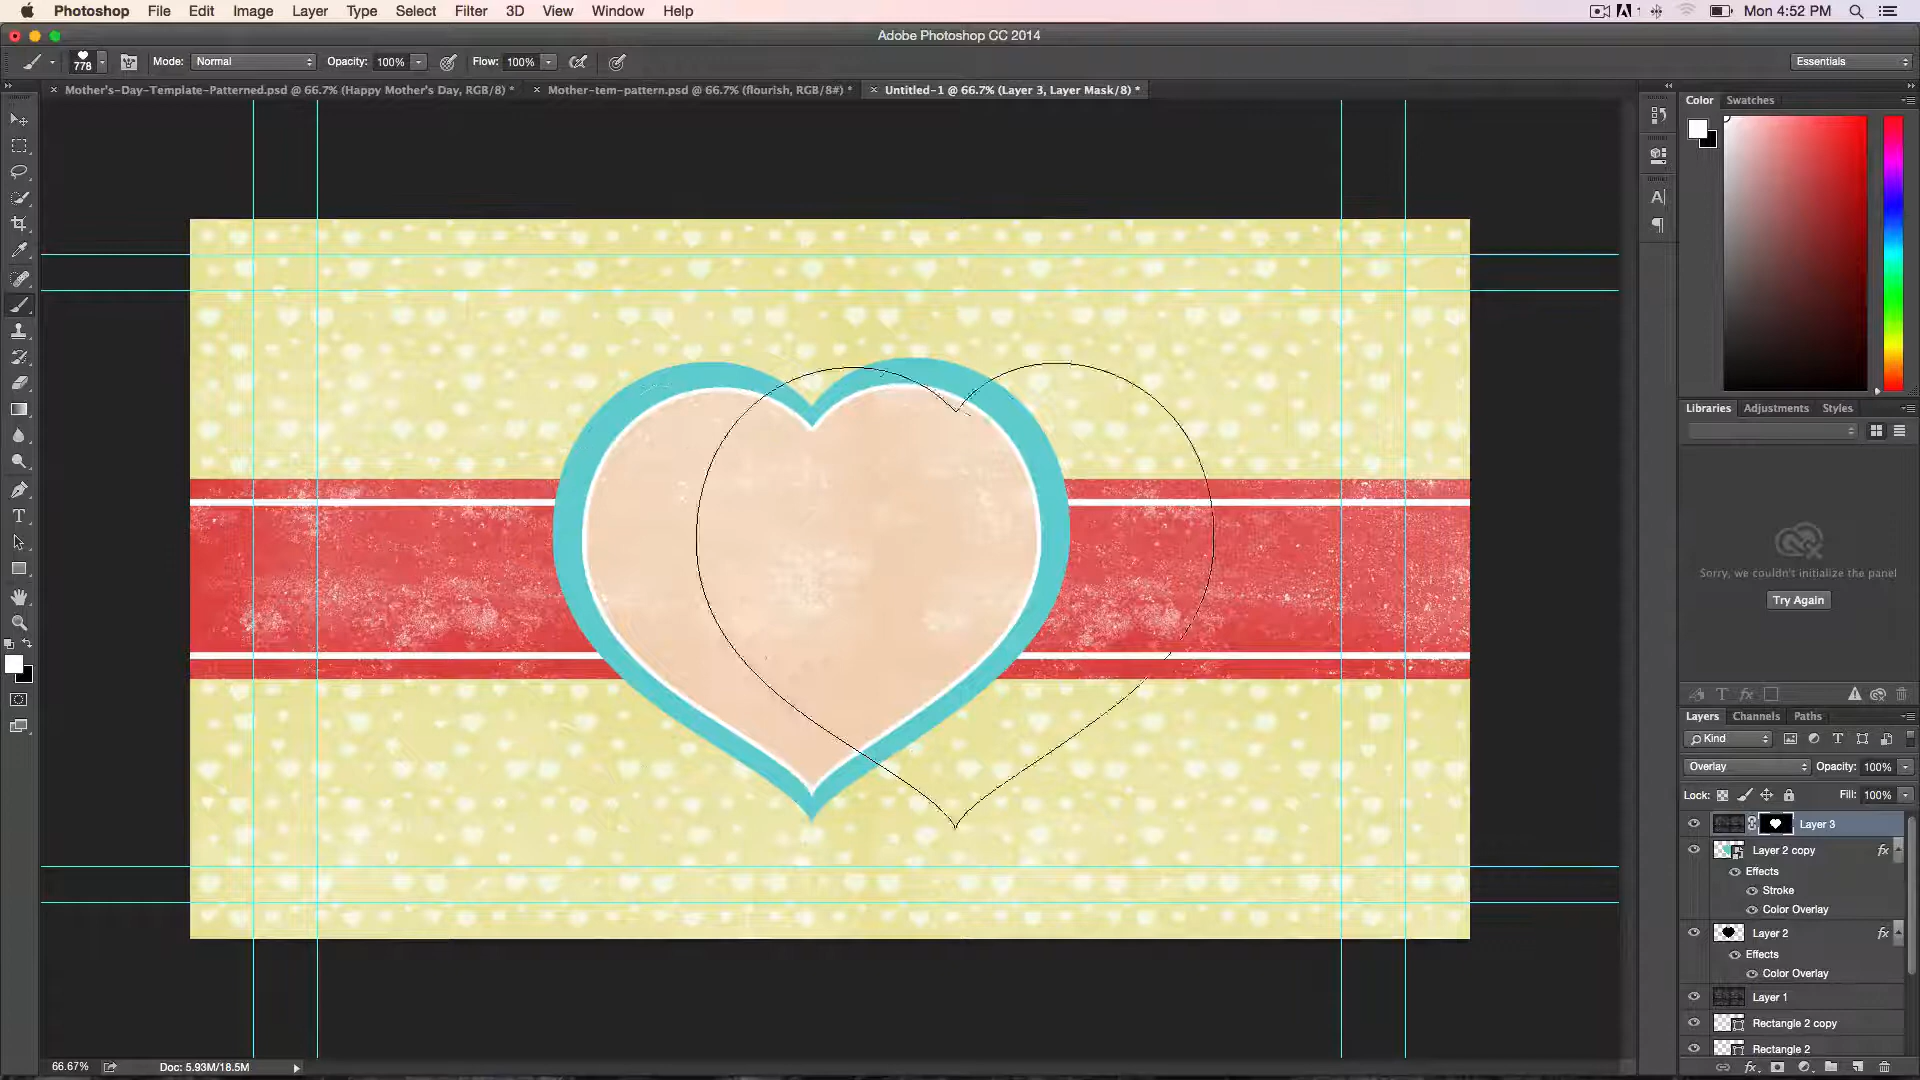 Photoshop File Edit Image Layer Type Select Filter 3D View Window Help 1 Mon 4:52 PM
Adobe Photoshop CC 2014
778 Mode: Normal Opacity: 100% Flow: 100% Essentials
Mother's-Day-Template-Patterned.psd @ 66.7% (Happy Mother's Day, RGB/8) * Mother-tem-pattern.psd @ 66.7% (flourish, RGB/8#) * Untitled-1 @ 66.7% (Layer 3, Layer Mask/8) *
Color Swatches
Libraries Adjustments Styles
Sorry, we couldn't initialize the panel
Try Again
Layers Channels Paths
Kind
Overlay Opacity: 100%
Lock: Fill: 100%
Layer 3
Layer 2 copy fx
Effects
Stroke
Color Overlay
Layer 2 fx
Effects
Color Overlay
Layer 1
Rectangle 2 copy
Rectangle 2
66.67% Doc: 5.93M/18.5M